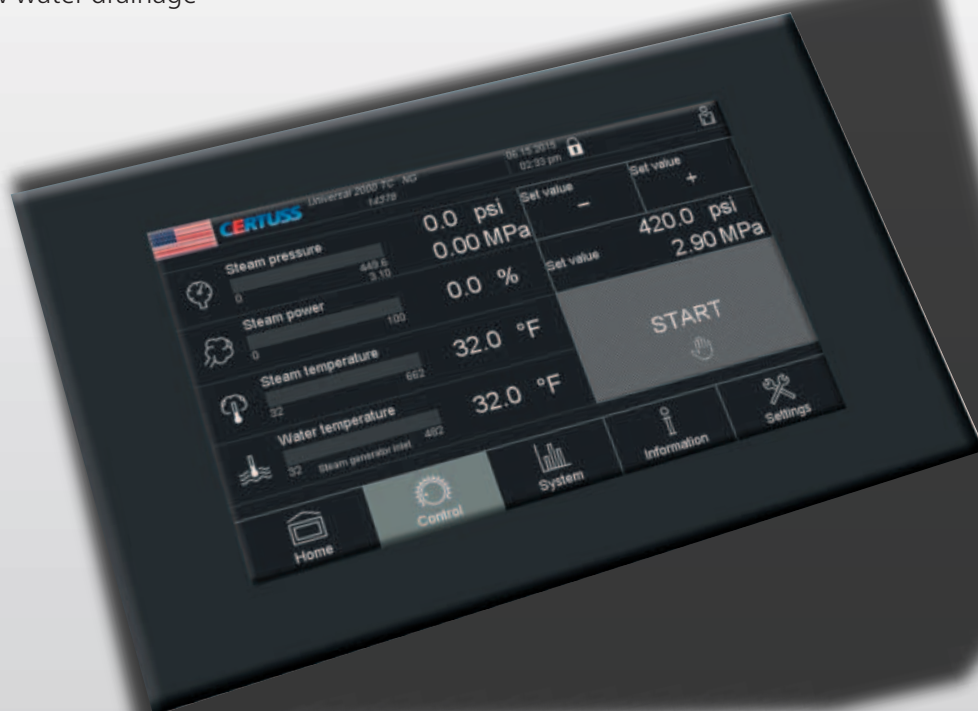 water drainage
CERTUSS
Universal 2000 TC NG
14378
06.15.2015
02:33 pm
Steam pressure
0.0 psi
0.00 MPa
0
449.6
3.10
Set value
−
Set value
+
Set value
420.0 psi
2.90 MPa
Steam power
0.0 %
0
100
START
Steam temperature
32.0 °F
32
662
Water temperature
32.0 °F
32
Steam generator inlet
482
Home
Control
System
Information
Settings